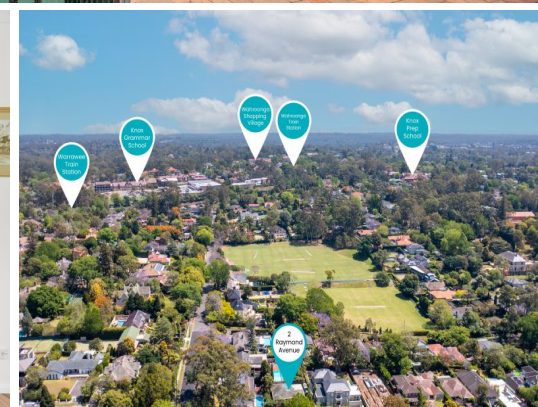 Warrawee
Train
Station
Knox
Grammar
School
Wahroonga
Shopping
Village
Wahroonga
Train
Station
Knox
Prep
School
2
Raymond
Avenue